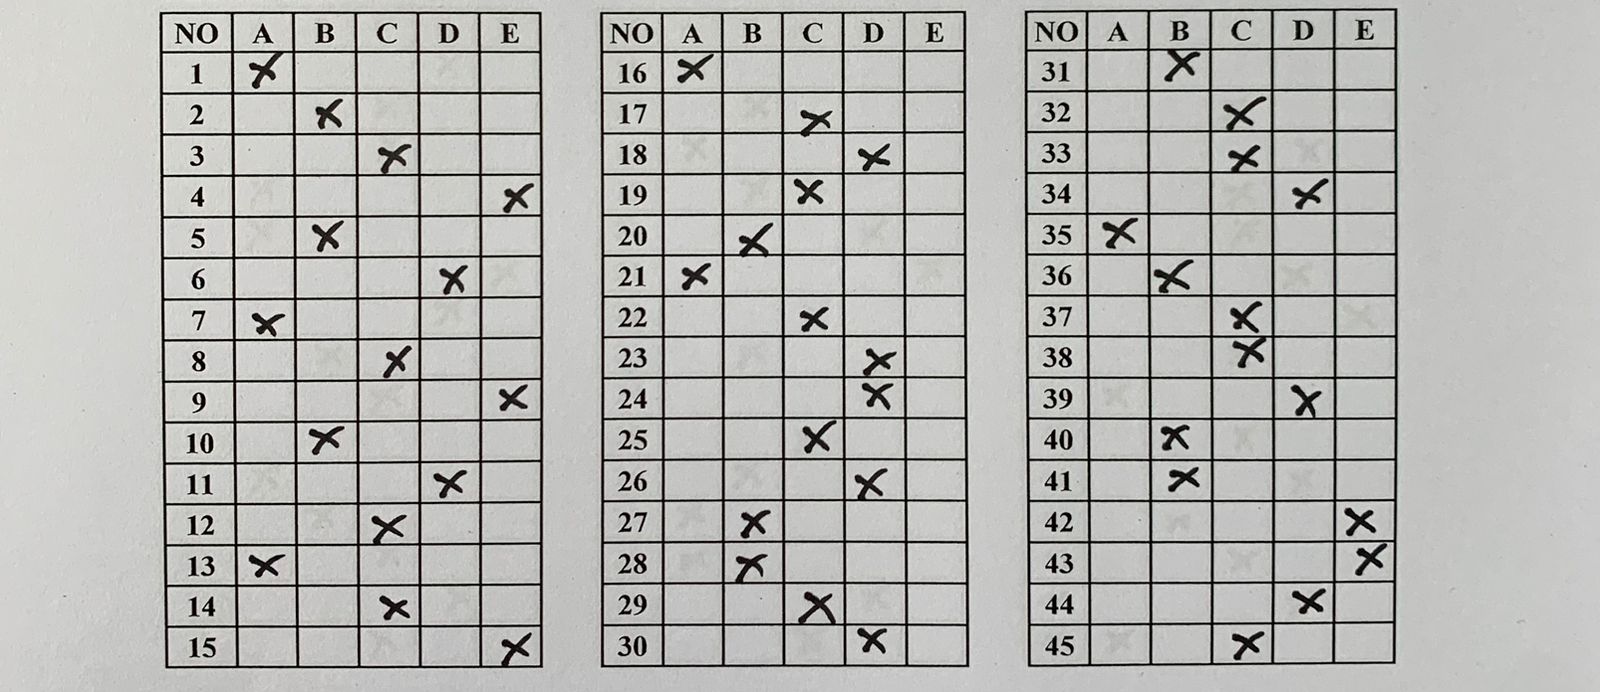 NO A B C D E
1 X
2 X
3 X
4 X
5 X
6 X
7 X
8 X
9 X
10 X
11 X
12 X
13 X
14 X
15 X
NO A B C D E
16 X
17 X
18 X
19 X
20 X
21 X
22 X
23 X
24 X
25 X
26 X
27 X
28 X
29 X
30 X
NO A B C D E
31 X
32 X
33 X
34 X
35 X
36 X
37 X
38 X
39 X
40 X
41 X
42 X
43 X
44 X
45 X